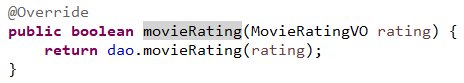 @Override
public boolean movieRating(MovieRatingVO rating) {
    return dao.movieRating(rating);
}